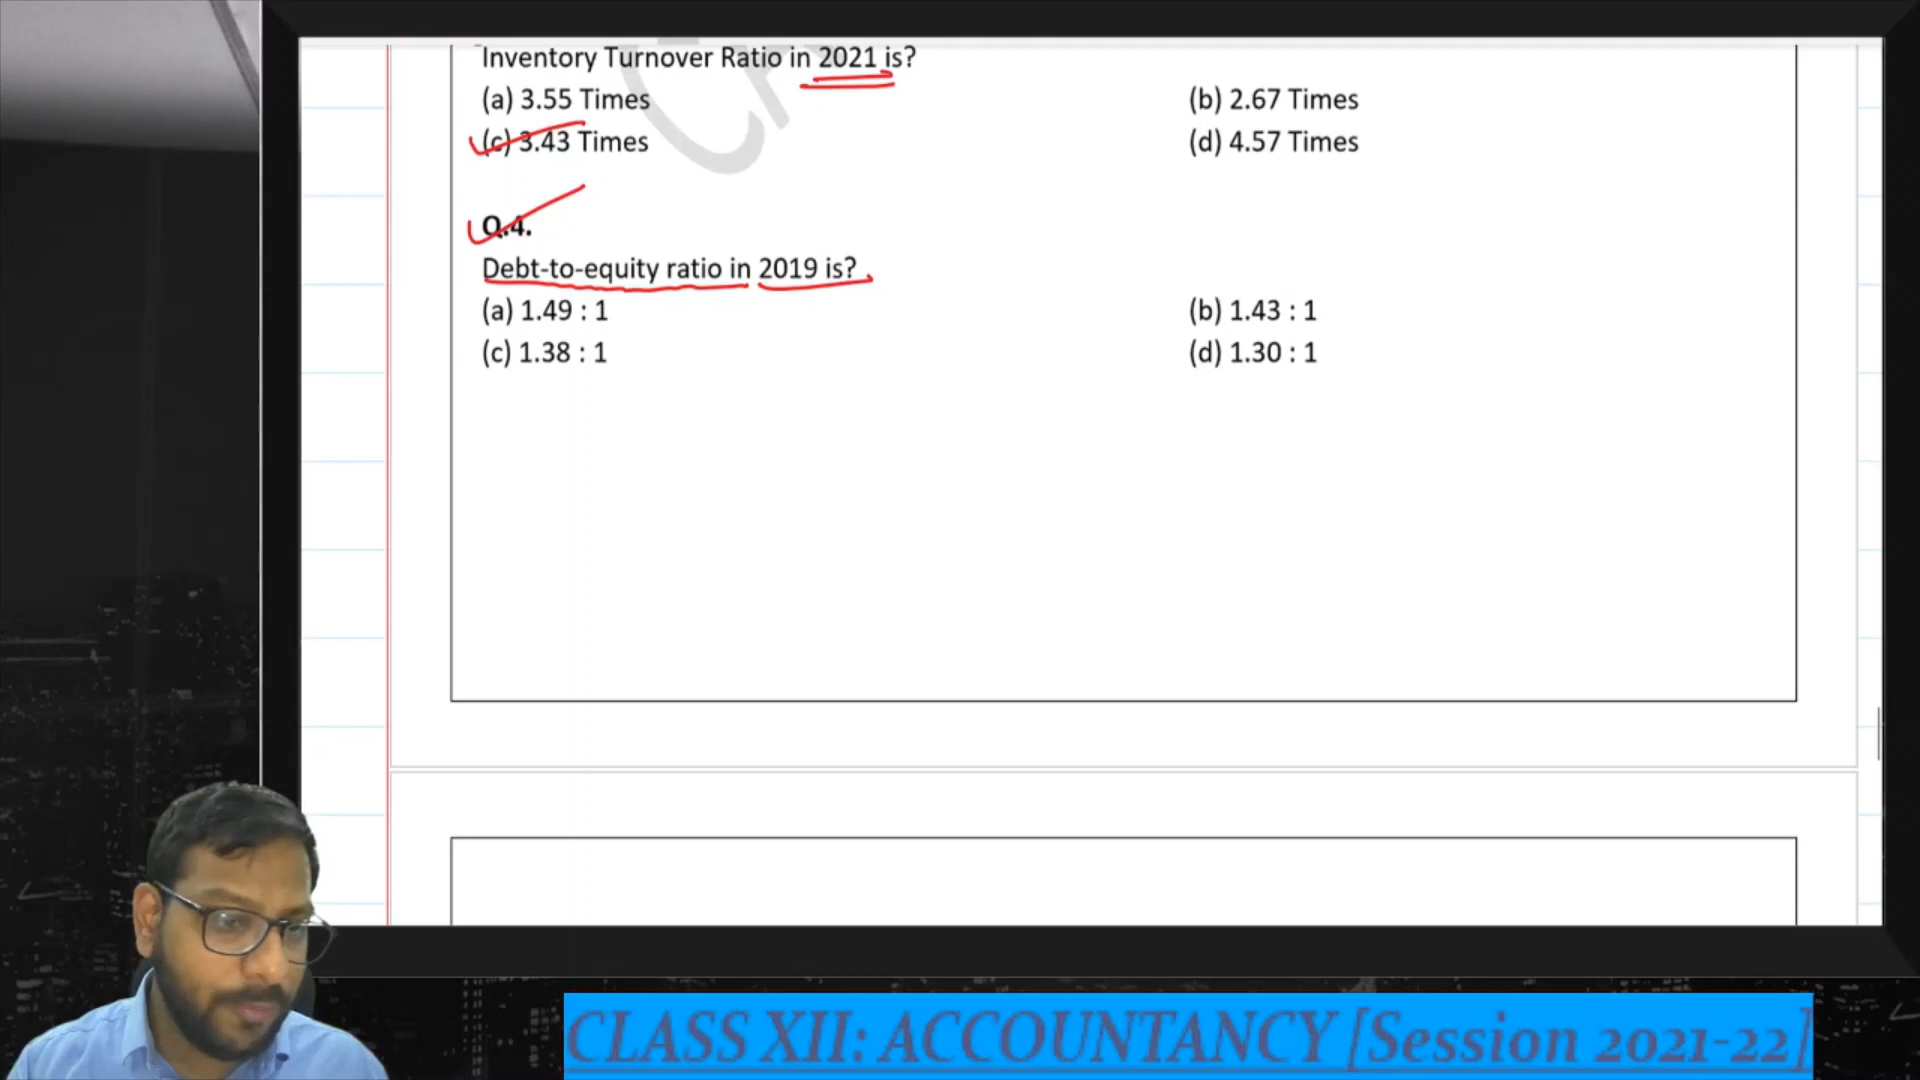 Inventory Turnover Ratio in 2021 is?
(a) 3.55 Times (b) 2.67 Times
(c) 3.43 Times (d) 4.57 Times
Q.4.
Debt-to-equity ratio in 2019 is?
(a) 1.49 : 1 (b) 1.43 : 1
(c) 1.38 : 1 (d) 1.30 : 1
CLASS XII: ACCOUNTANCY [Session 2021-22]